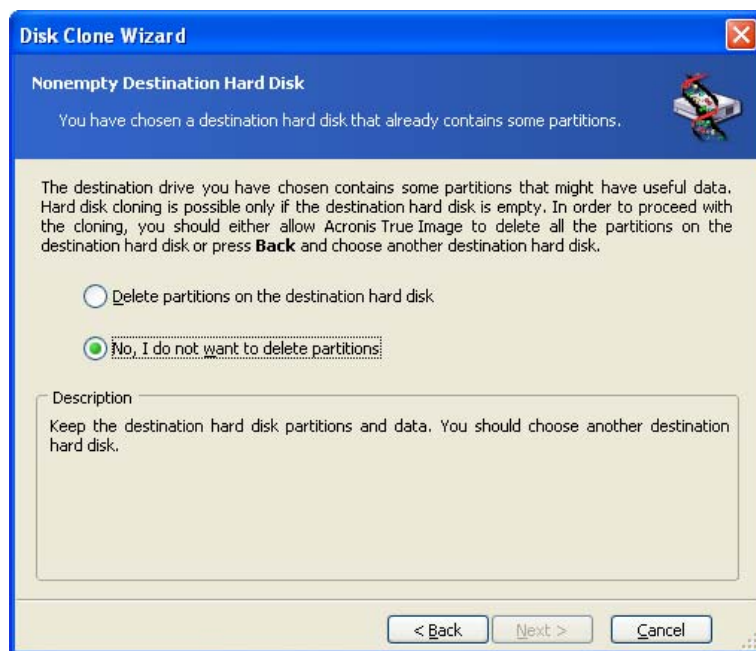 Disk Clone Wizard
Nonempty Destination Hard Disk
You have chosen a destination hard disk that already contains some partitions.
The destination drive you have chosen contains some partitions that might have useful data.
Hard disk cloning is possible only if the destination hard disk is empty. In order to proceed with
the cloning, you should either allow Acronis True Image to delete all the partitions on the
destination hard disk or press Back and choose another destination hard disk.
Delete partitions on the destination hard disk
No, I do not want to delete partitions
Description
Keep the destination hard disk partitions and data. You should choose another destination
hard disk.
< Back Next > Cancel